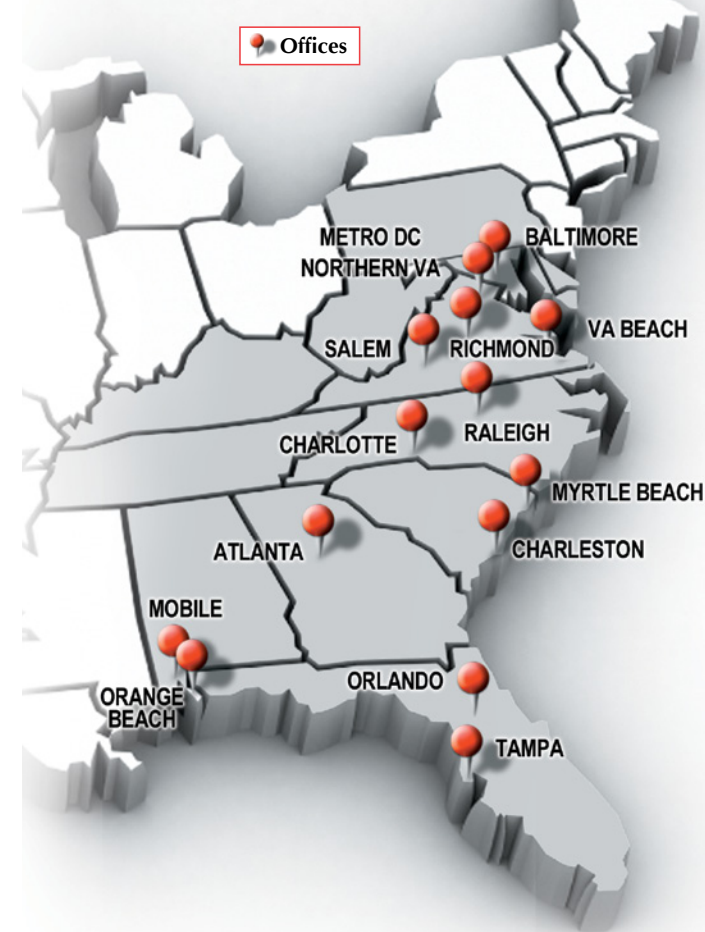 Offices
METRO DC
BALTIMORE
NORTHERN VA
VA BEACH
SALEM
RICHMOND
CHARLOTTE
RALEIGH
MYRTLE BEACH
ATLANTA
CHARLESTON
MOBILE
ORLANDO
ORANGE
BEACH
TAMPA